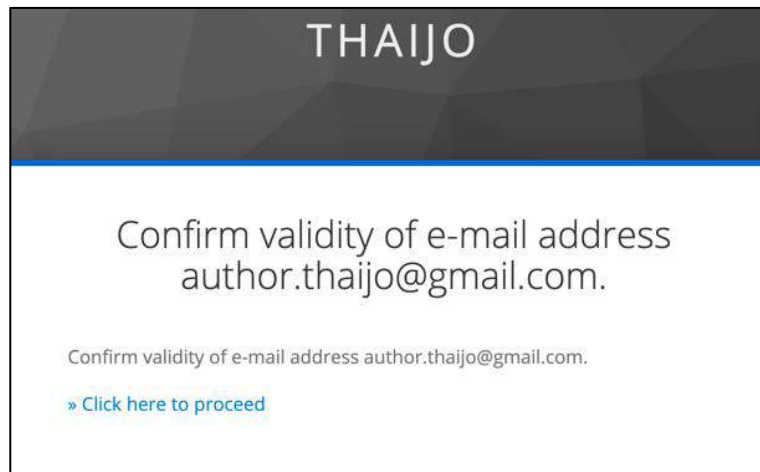 THAIJO
Confirm validity of e-mail address
author.thaijo@gmail.com.
Confirm validity of e-mail address author.thaijo@gmail.com.
» Click here to proceed